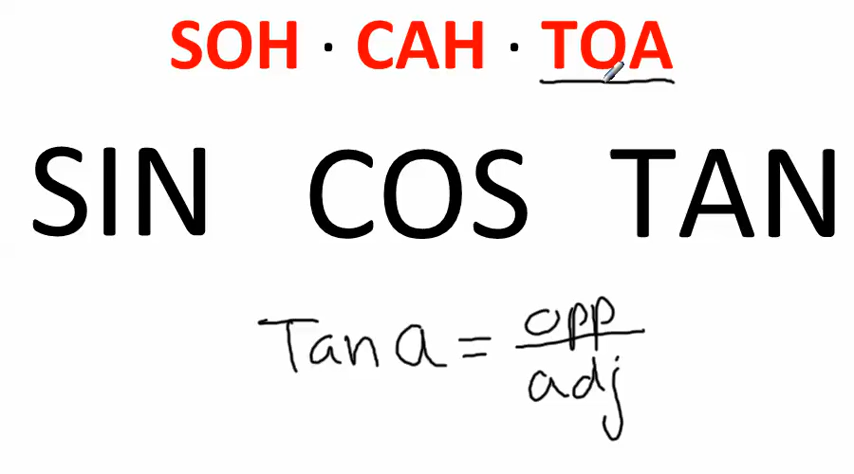 SOH · CAH · TOA
SIN COS TAN
Tan a = opp/adj